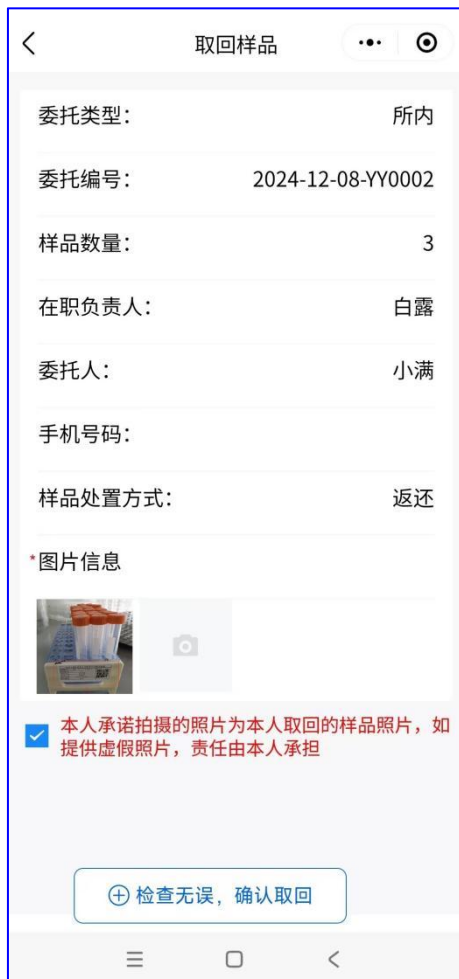 取回样品
委托类型： 所内
委托编号： 2024-12-08-YY0002
样品数量： 3
在职负责人： 白露
委托人： 小满
手机号码：
样品处置方式： 返还
*图片信息
本人承诺拍摄的照片为本人取回的样品照片，如
提供虚假照片，责任由本人承担
检查无误，确认取回